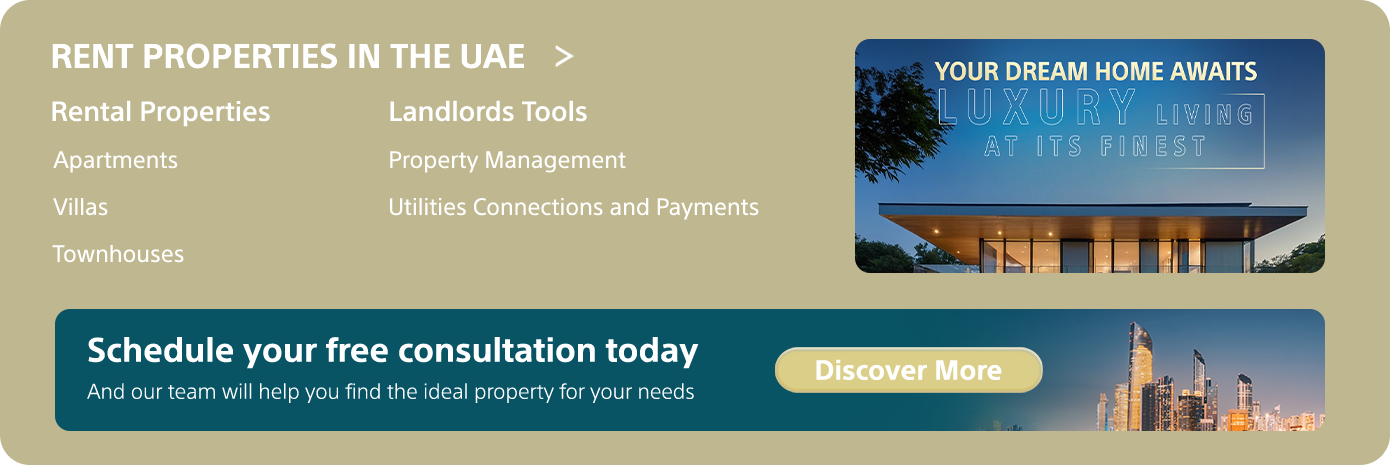 RENT PROPERTIES IN THE UAE >
Rental Properties
Apartments
Villas
Townhouses
Landlords Tools
Property Management
Utilities Connections and Payments
YOUR DREAM HOME AWAITS
LUXURY LIVING
AT ITS FINEST
Schedule your free consultation today
And our team will help you find the ideal property for your needs
Discover More